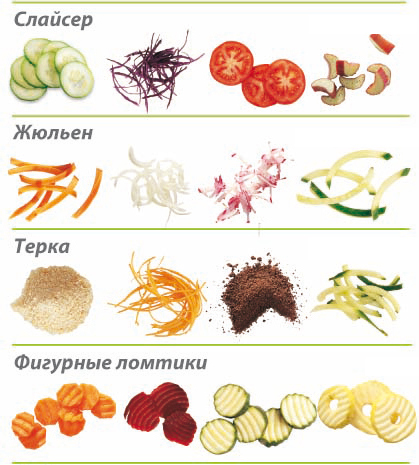 Слайсер
Жюльен
Терка
Фигурные ломтики